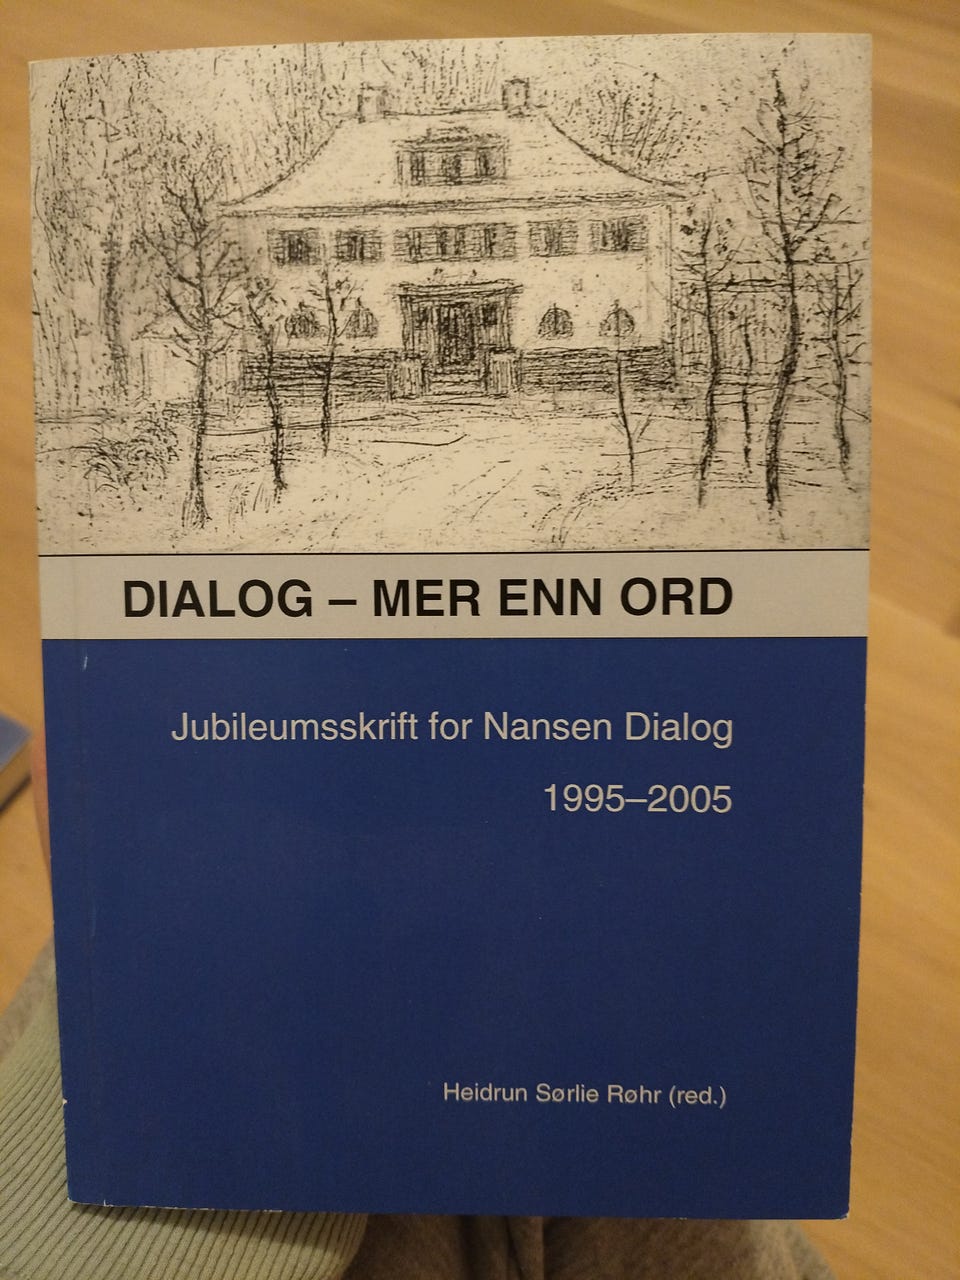 DIALOG – MER ENN ORD
Jubileumsskrift for Nansen Dialog
1995–2005
Heidrun Sørlie Røhr (red.)